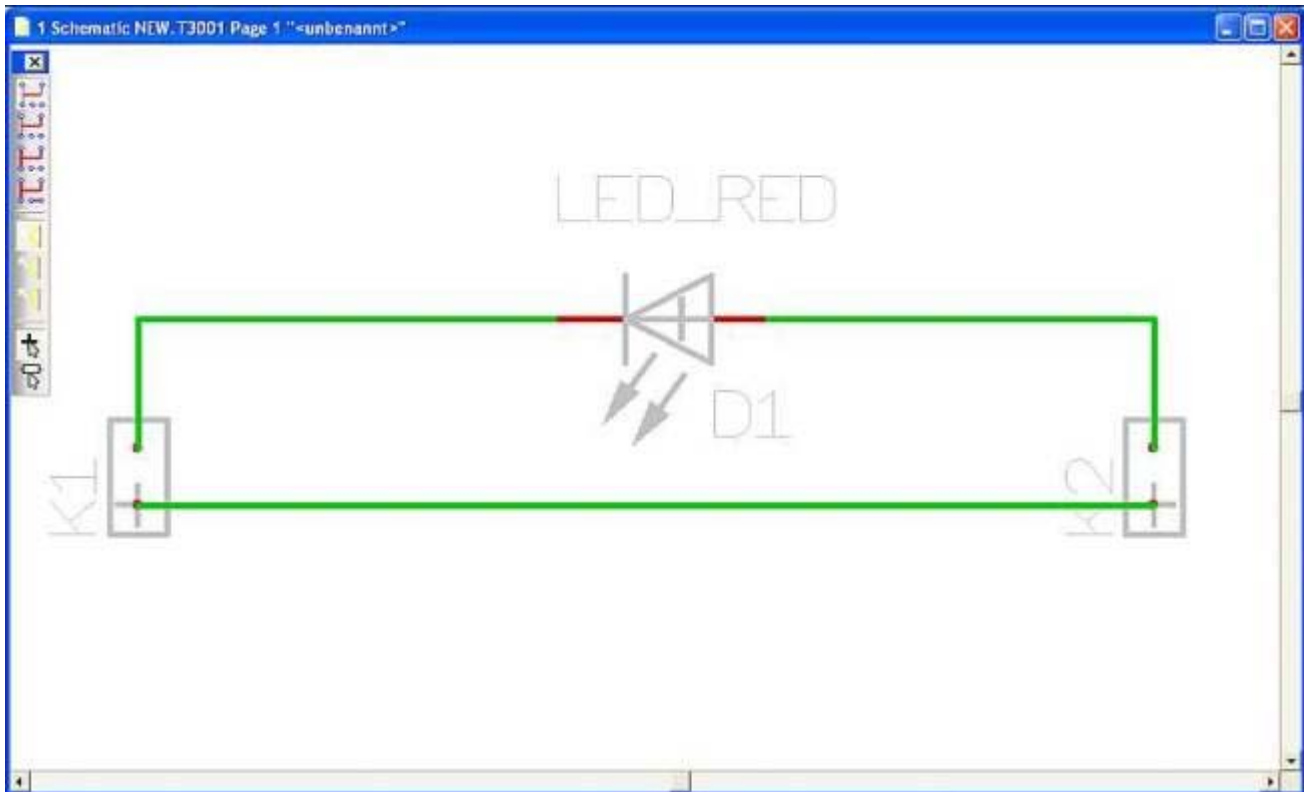 1 Schematic NEW.T3001 Page 1 "<unbenannt>"
LED_RED
D1
K1
K2